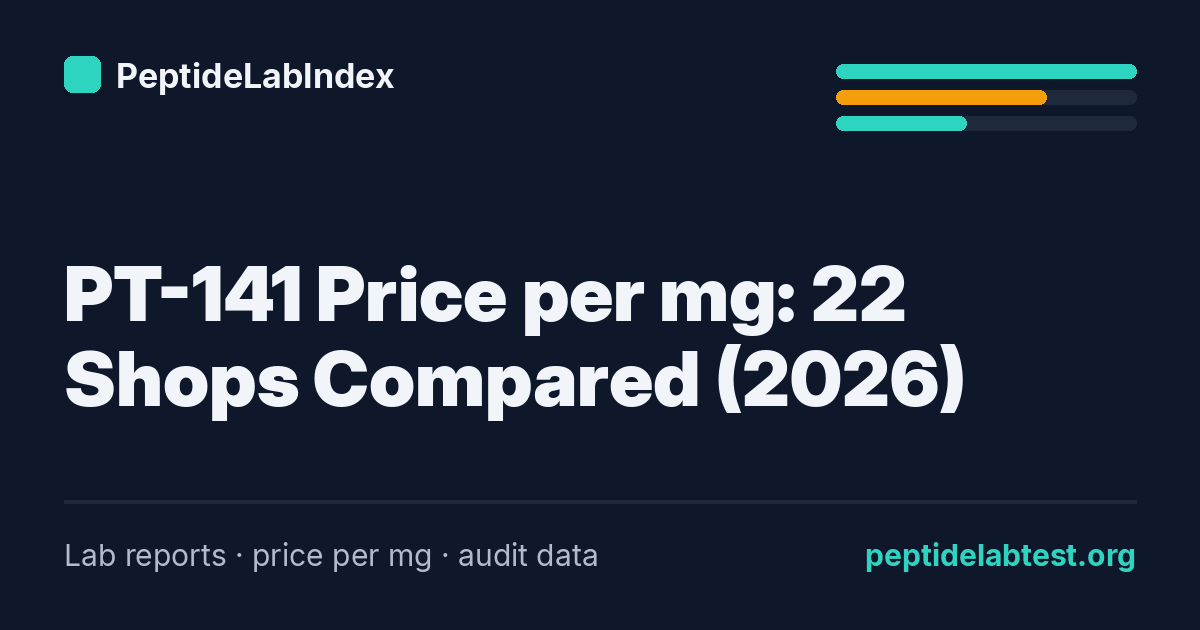 PeptideLabIndex
PT-141 Price per mg: 22
Shops Compared (2026)
Lab reports · price per mg · audit data
peptidelabtest.org